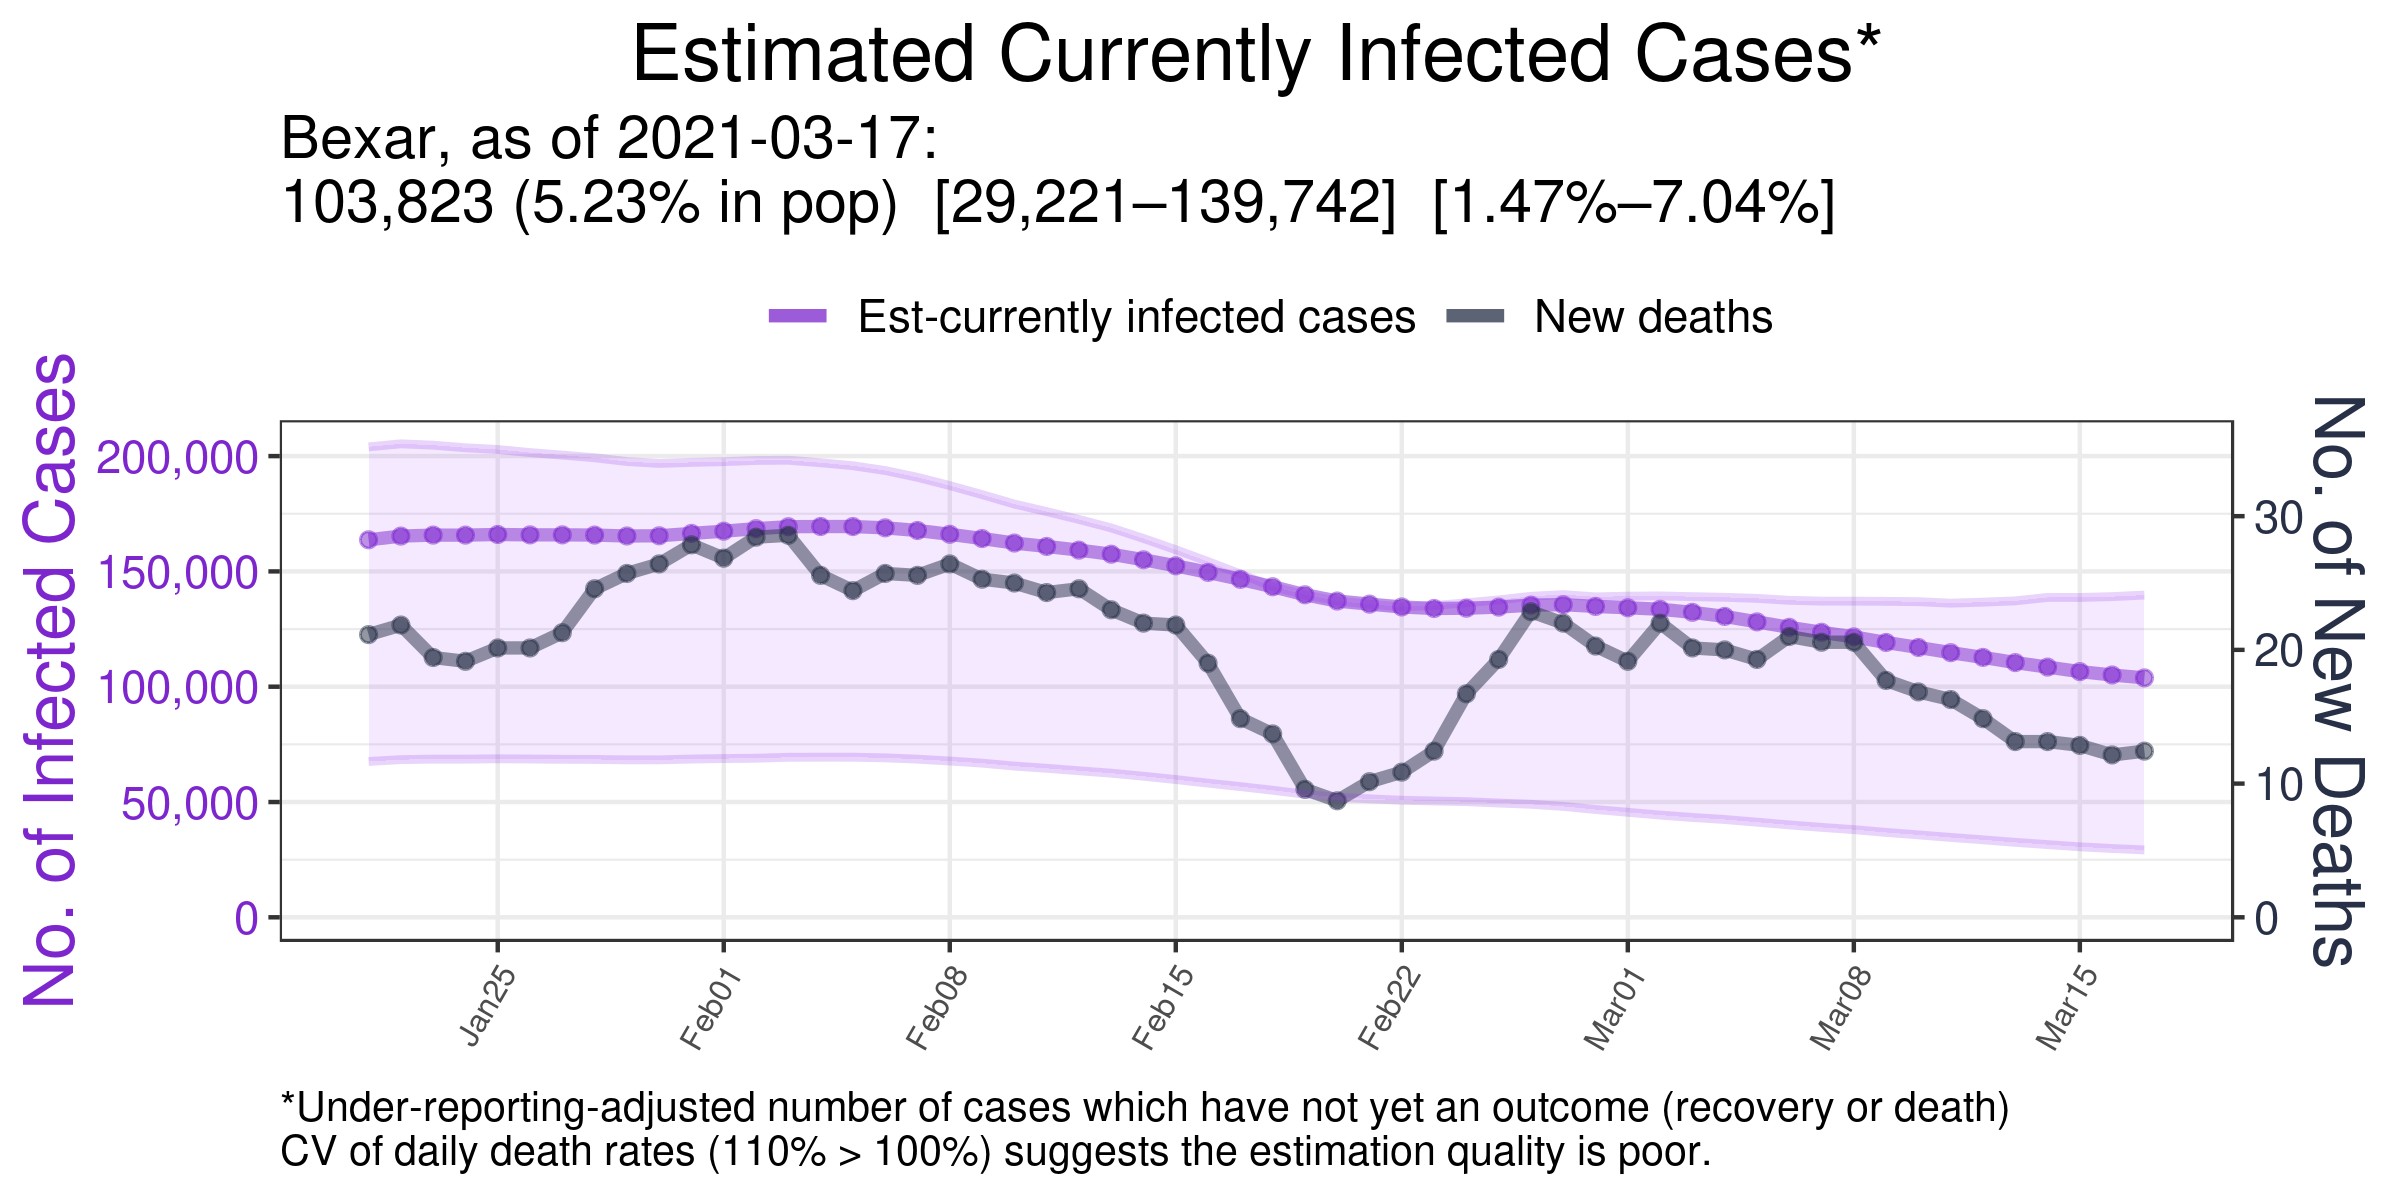 Estimated Currently Infected Cases*
Bexar, as of 2021-03-17:
103,823 (5.23% in pop)  [29,221–139,742]  [1.47%–7.04%]
Est-currently infected cases
New deaths
No. of Infected Cases
200,000
150,000
100,000
50,000
0
No. of New Deaths
30
20
10
0
Jan25
Feb01
Feb08
Feb15
Feb22
Mar01
Mar08
Mar15
*Under-reporting-adjusted number of cases which have not yet an outcome (recovery or death)
CV of daily death rates (110% > 100%) suggests the estimation quality is poor.